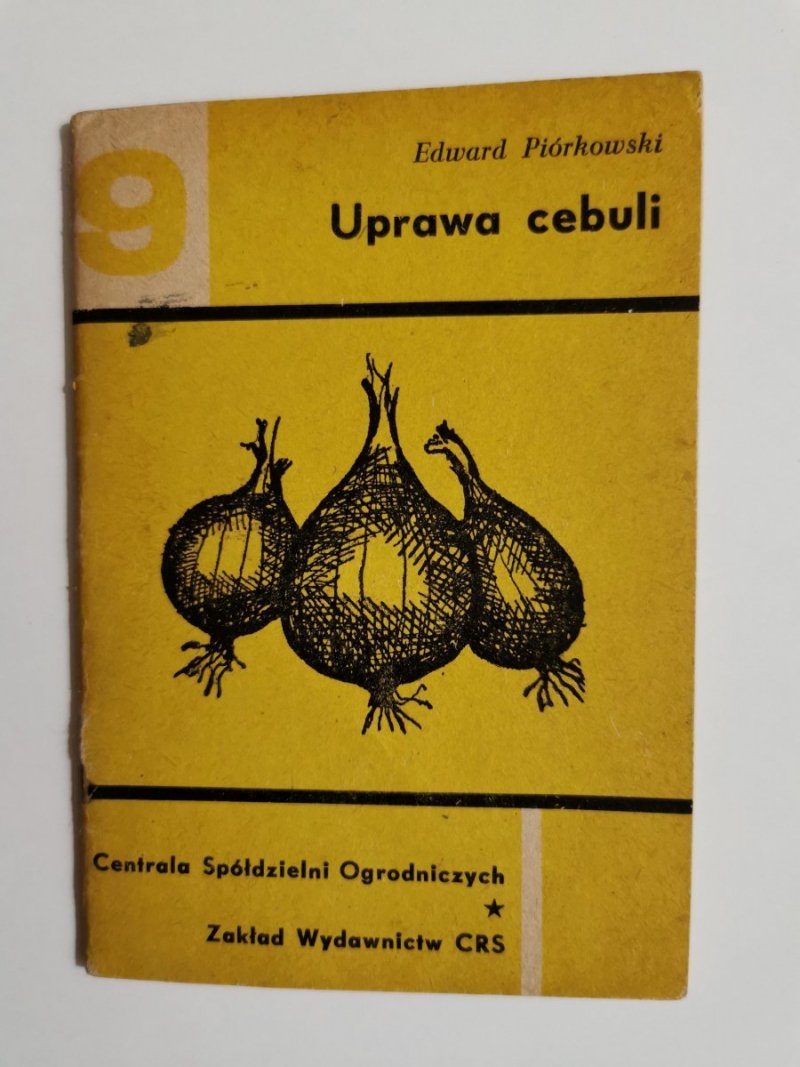 9
Edward Piórkowski
Uprawa cebuli
Centrala Spółdzielni Ogrodniczych
★
Zakład Wydawnictw CRS